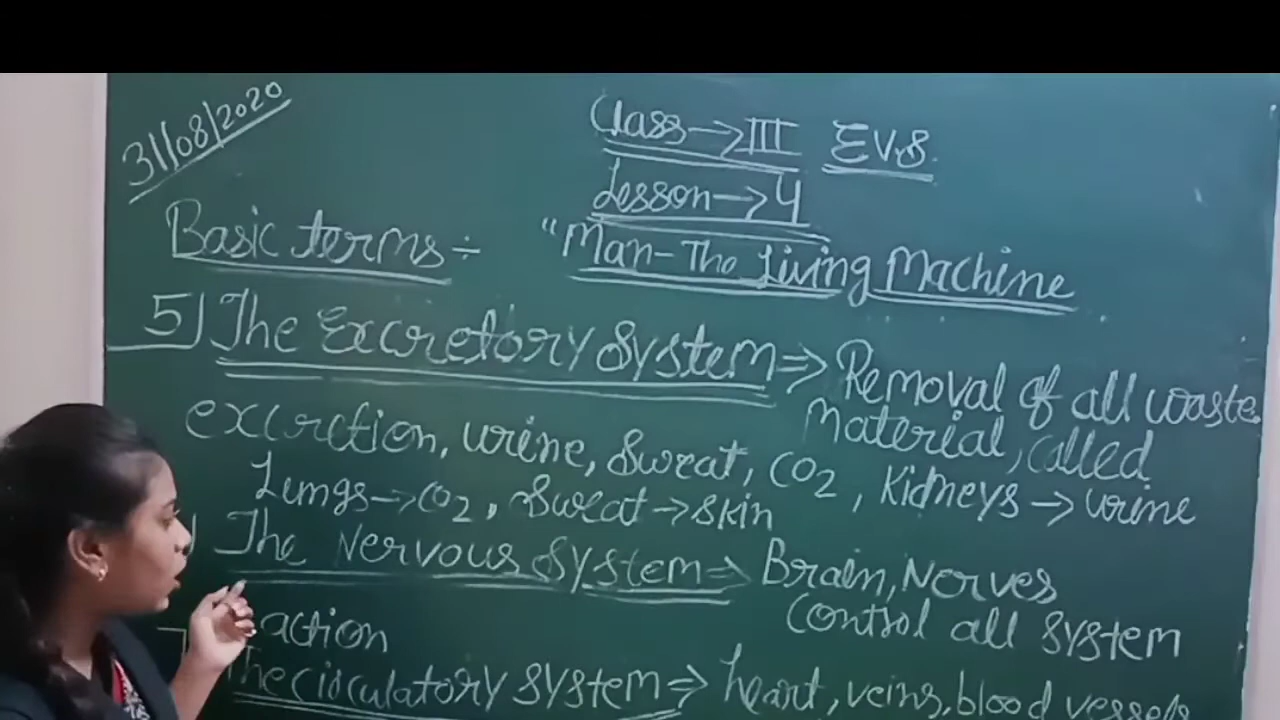 31/08/2020
Class→III EVS.
Lesson→4
Basic terms÷
"Man-The Living Machine
5] The Excretory System⇒ Removal of all waste
Material, called
excretion, urine, Sweat, CO2, Kidneys→urine
Lungs→CO2, Sweat→skin
The Nervous System⇒ Brain, Nerves
Control all system
action
7
The circulatory system⇒ heart, veins, blood vessels